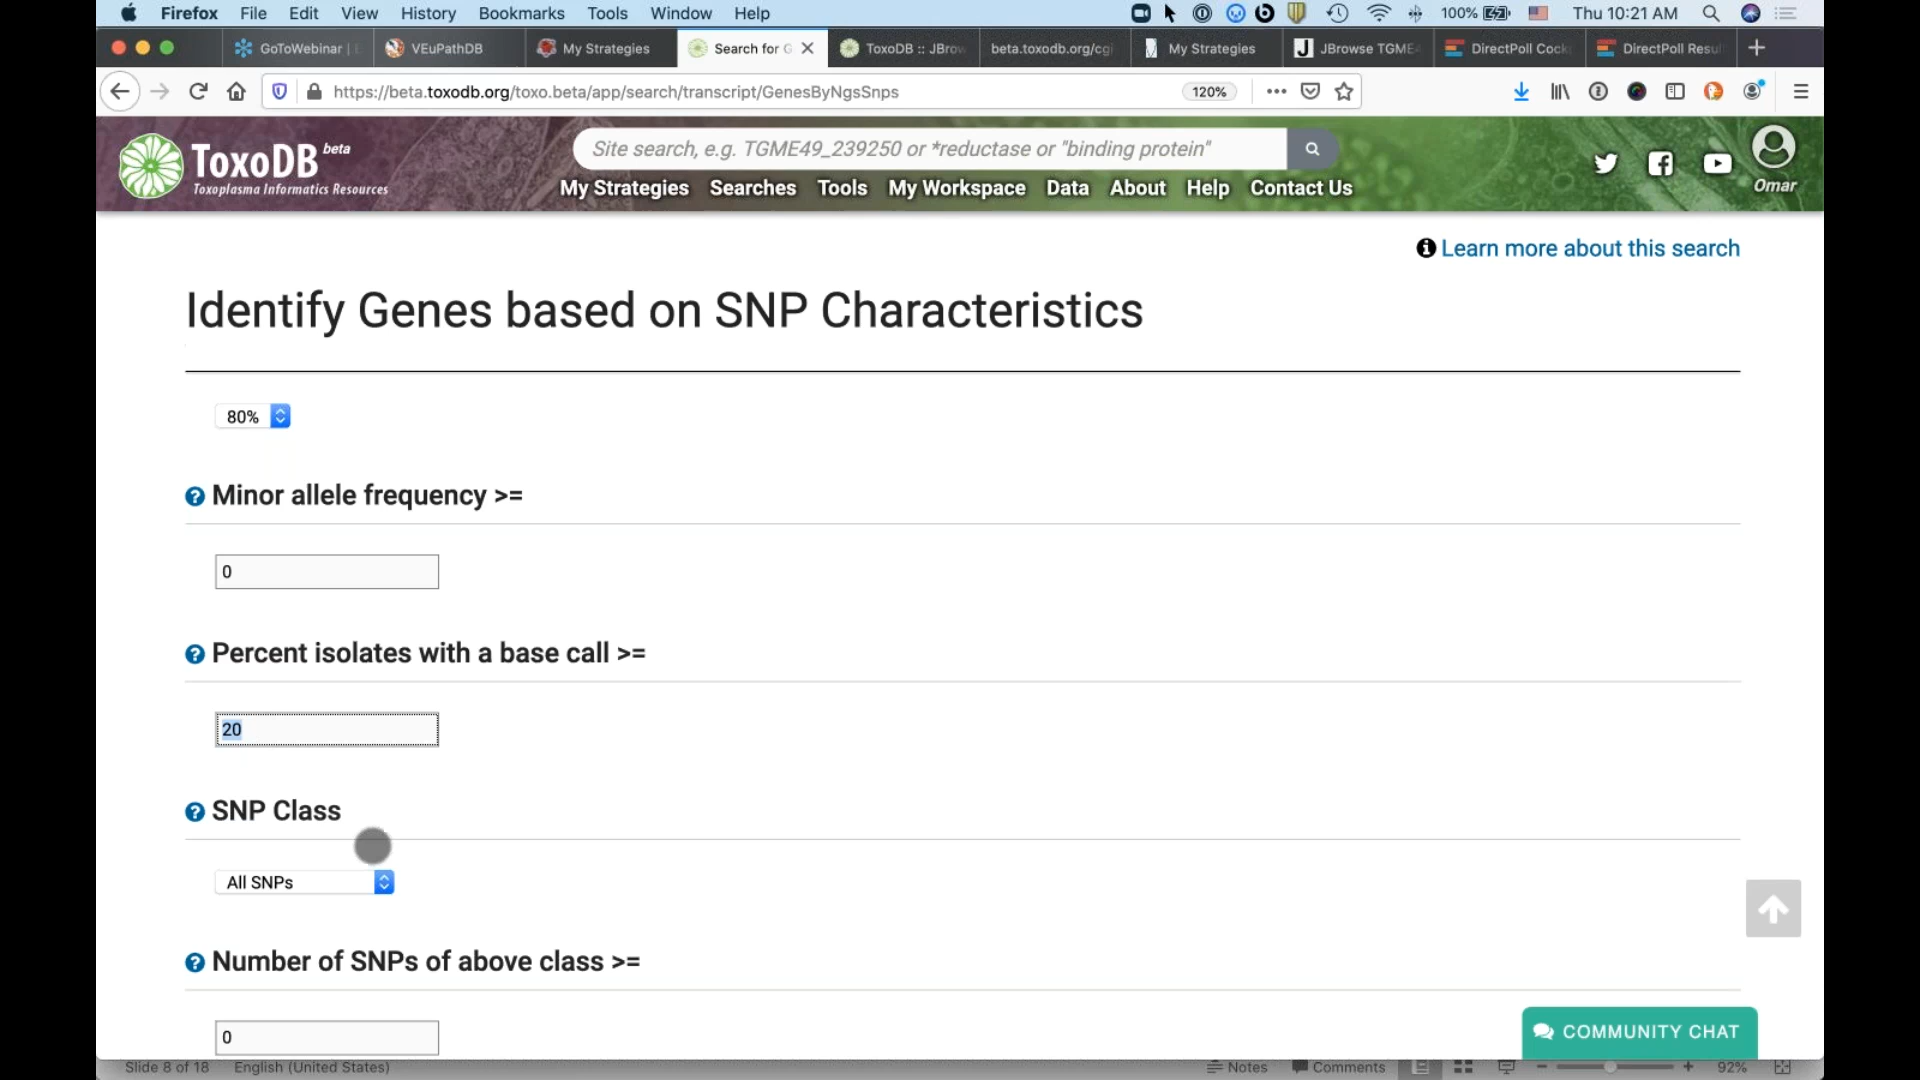 Firefox File Edit View History Bookmarks Tools Window Help 100% Thu 10:21 AM
GoToWebinar | VEuPathDB My Strategies Search for G ToxoDB :: JBrow beta.toxodb.org/cgi My Strategies JBrowse TGME4 DirectPoll Cock DirectPoll Resul
https://beta.toxodb.org/toxo.beta/app/search/transcript/GenesByNgsSnps 120%
ToxoDB beta
Toxoplasma Informatics Resources
Site search, e.g. TGME49_239250 or *reductase or "binding protein"
My Strategies Searches Tools My Workspace Data About Help Contact Us
Omar
Learn more about this search
Identify Genes based on SNP Characteristics
80%
Minor allele frequency >=
0
Percent isolates with a base call >=
20
SNP Class
All SNPs
Number of SNPs of above class >=
0
COMMUNITY CHAT
Slide 8 of 18 English (United States) Notes Comments 92%